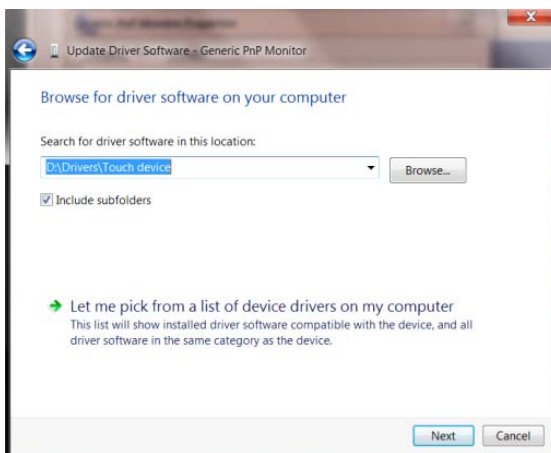 Update Driver Software - Generic PnP Monitor
Browse for driver software on your computer
Search for driver software in this location:
D:\Drivers\Touch device
Browse...
Include subfolders
Let me pick from a list of device drivers on my computer
This list will show installed driver software compatible with the device, and all
driver software in the same category as the device.
Next
Cancel